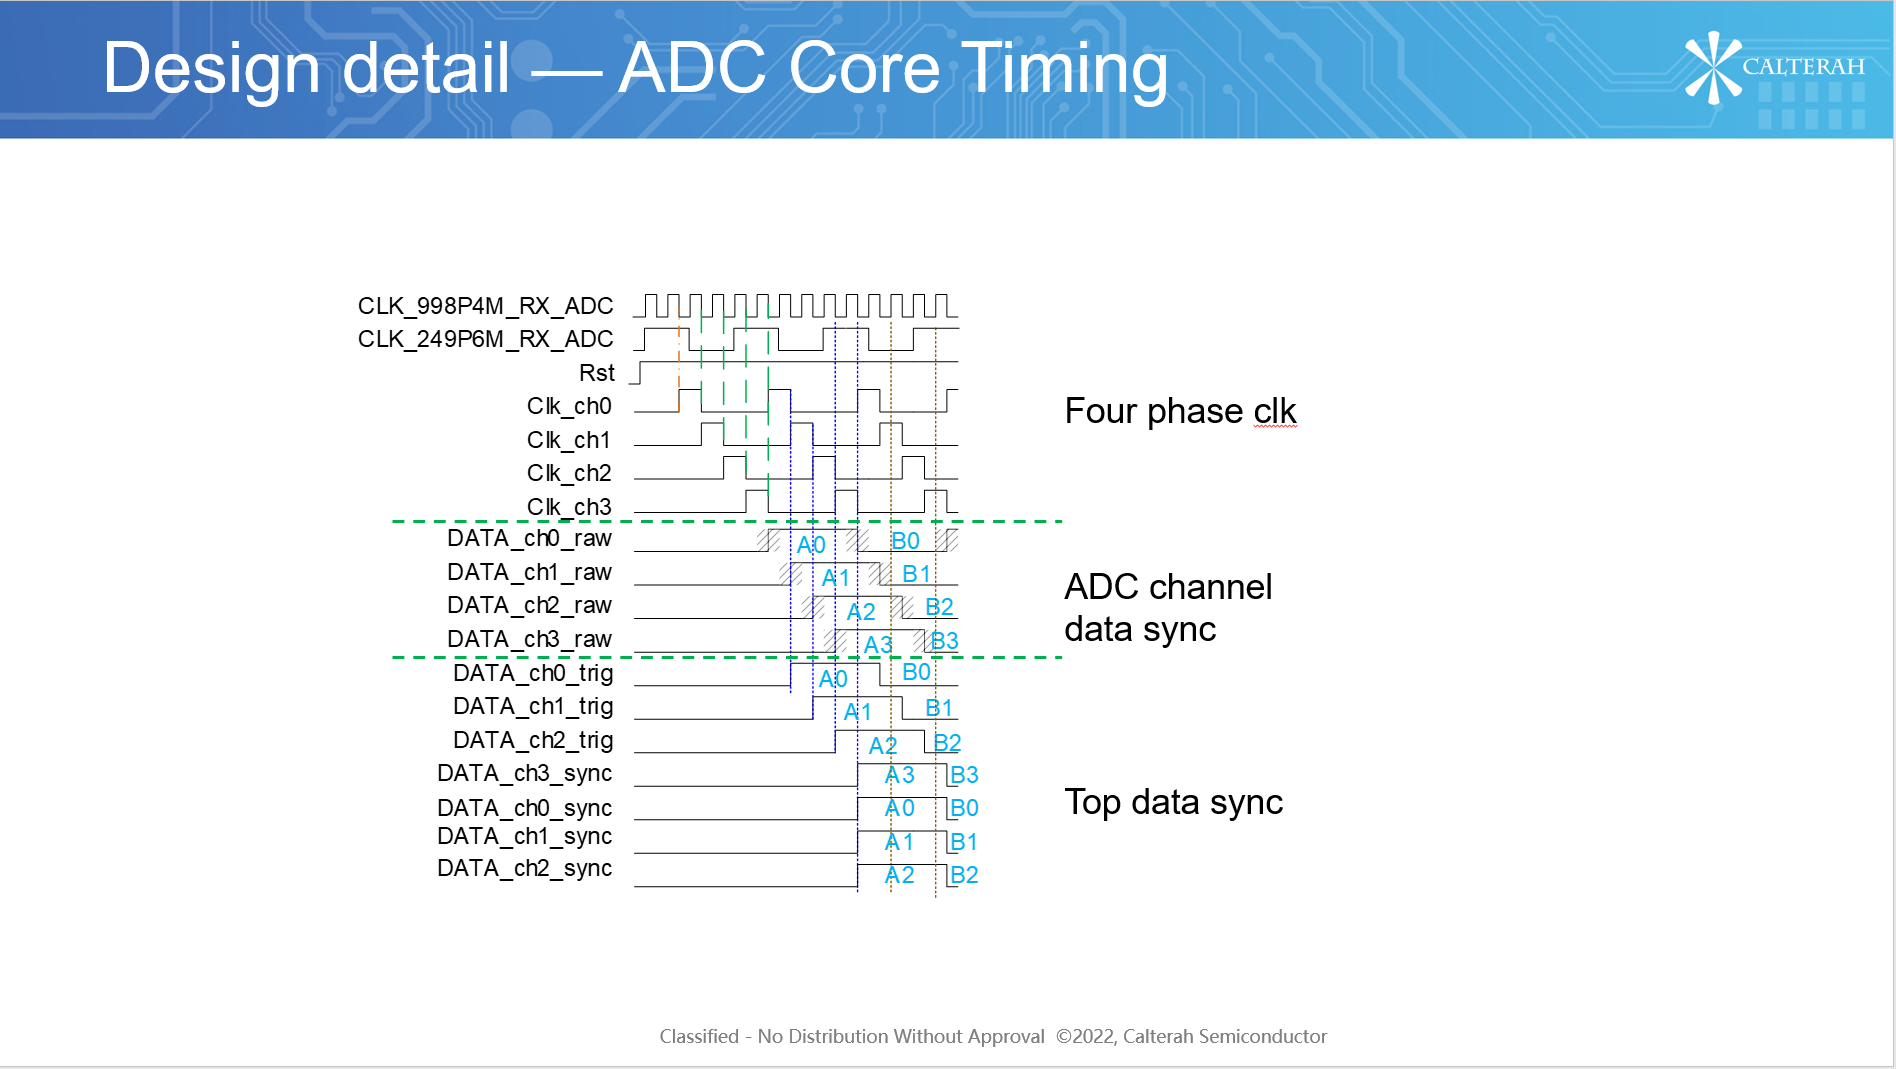 Design detail — ADC Core Timing
CALTERAH
CLK_998P4M_RX_ADC
CLK_249P6M_RX_ADC
Rst
Clk_ch0
Four phase clk
Clk_ch1
Clk_ch2
Clk_ch3
DATA_ch0_raw A0 B0
DATA_ch1_raw A1 B1
ADC channel
data sync
DATA_ch2_raw A2 B2
DATA_ch3_raw A3 B3
DATA_ch0_trig A0 B0
DATA_ch1_trig A1 B1
DATA_ch2_trig A2 B2
DATA_ch3_sync A3 B3
DATA_ch0_sync A0 B0
Top data sync
DATA_ch1_sync A1 B1
DATA_ch2_sync A2 B2
Classified - No Distribution Without Approval ©2022, Calterah Semiconductor